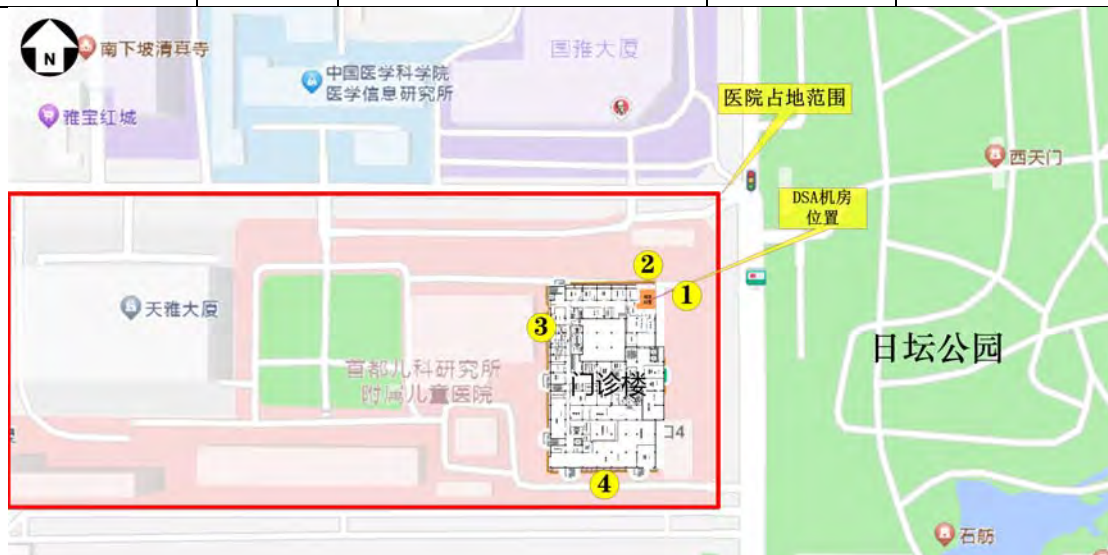 N
南下坡清真寺
国雅大厦
中国医学科学院
医学信息研究所
雅宝红城
医院占地范围
西天门
DSA机房
位置
2
1
天雅大厦
3
日坛公园
首都儿科研究所
附属儿童医院
门诊楼
口4
4
石舫